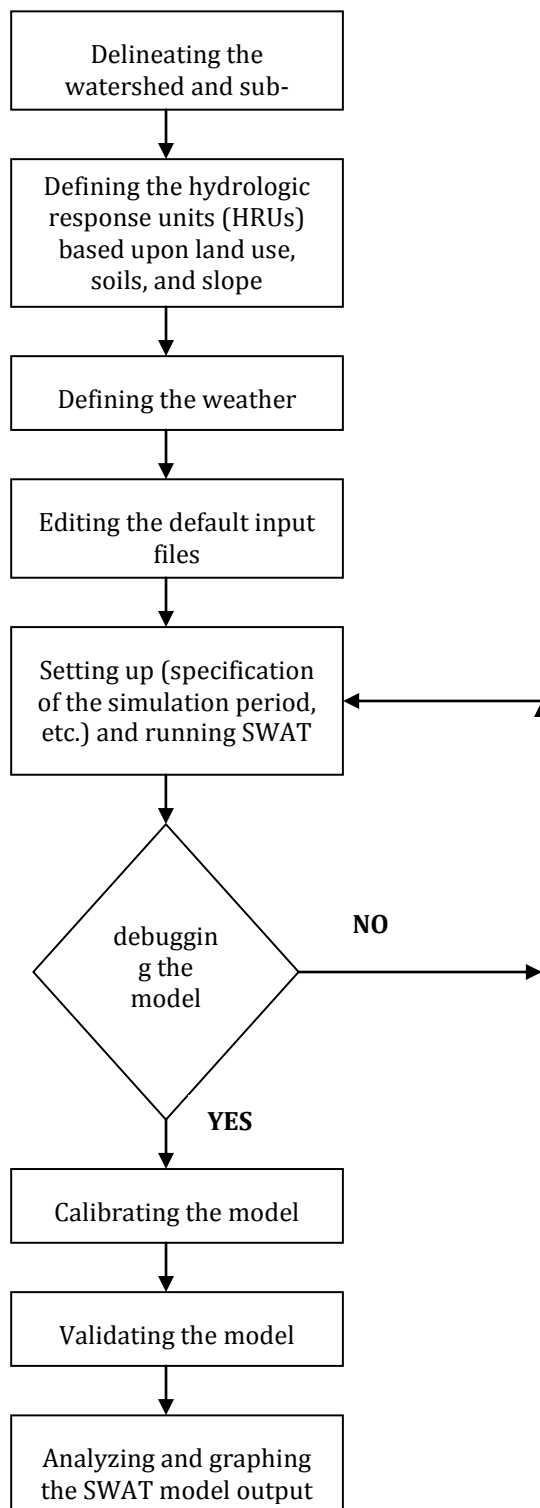 Delineating the
watershed and sub-
Defining the hydrologic
response units (HRUs)
based upon land use,
soils, and slope
Defining the weather
Editing the default input
files
Setting up (specification
of the simulation period,
etc.) and running SWAT
debuggin
g the
model
NO
YES
Calibrating the model
Validating the model
Analyzing and graphing
the SWAT model output